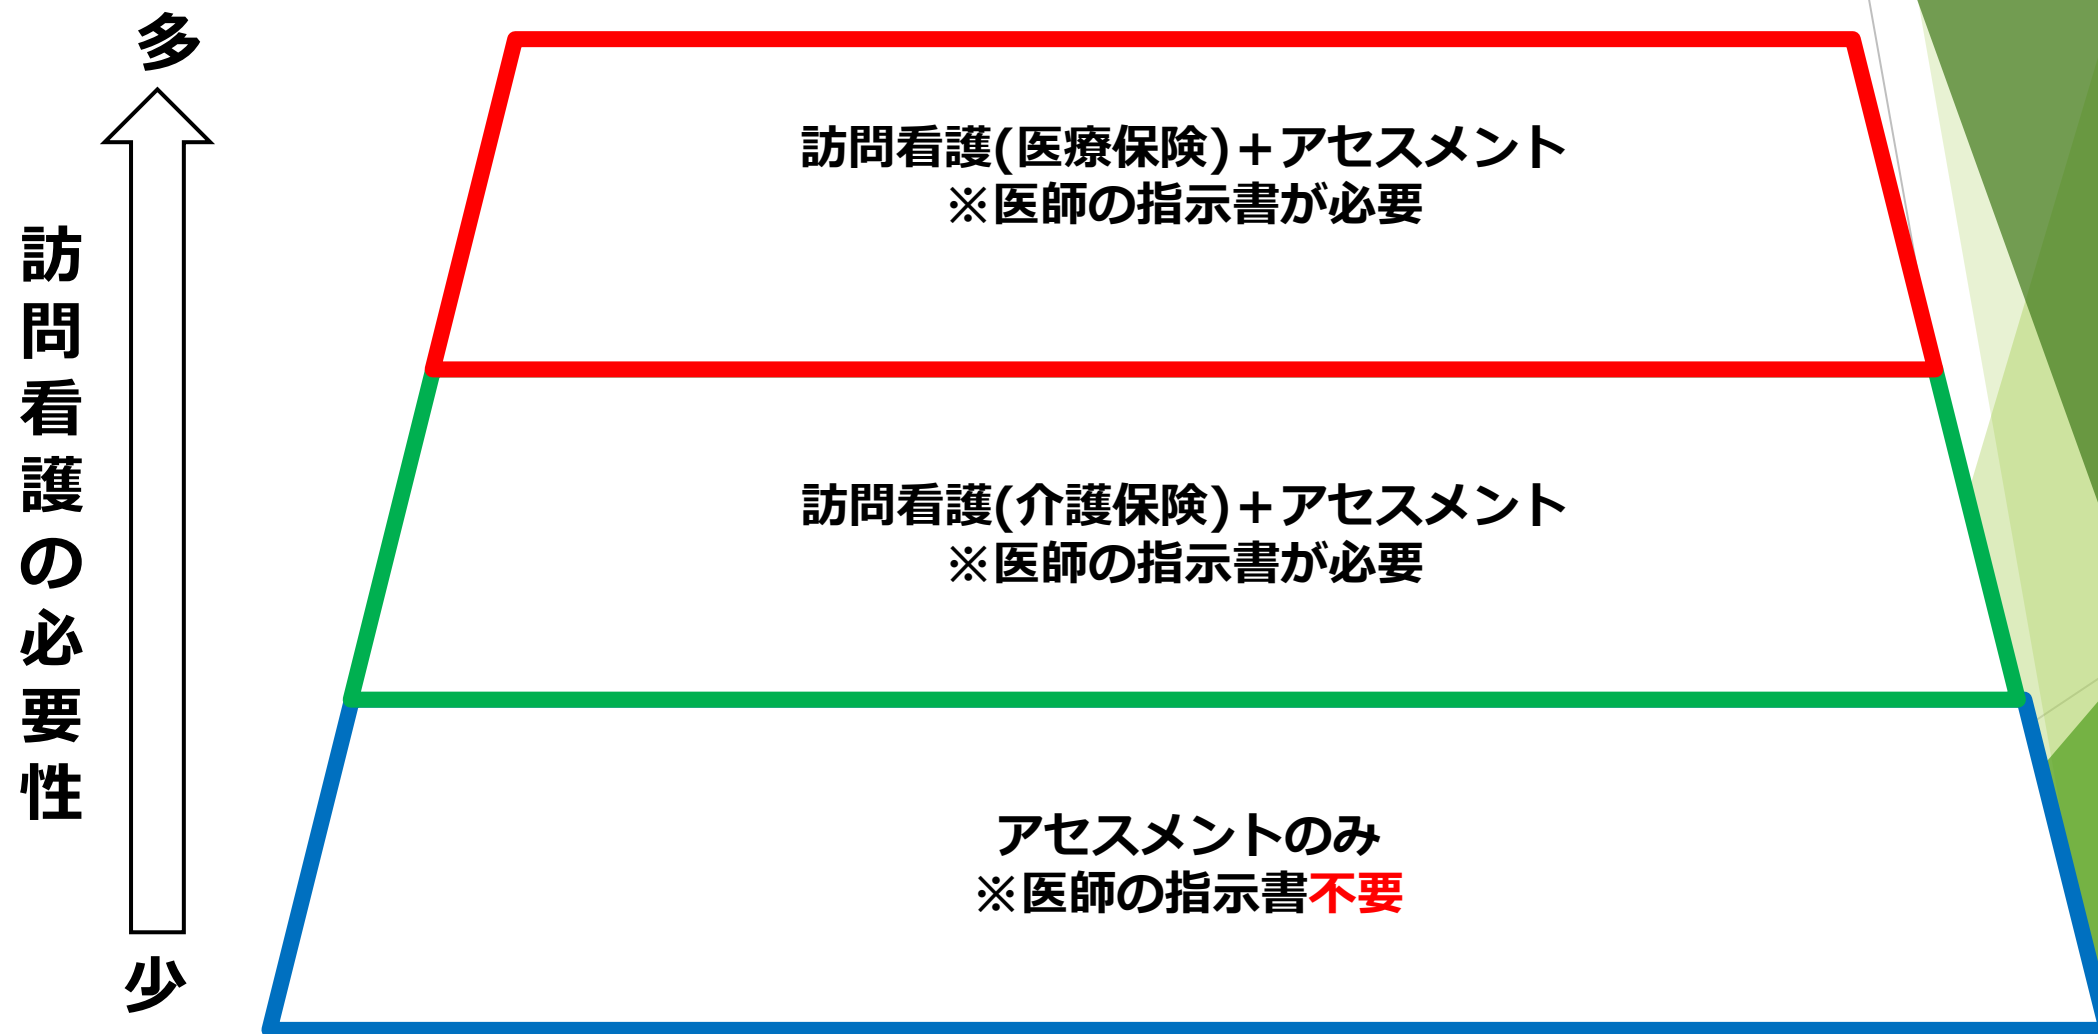 多
訪問看護の必要性
少
訪問看護(医療保険)+アセスメント
※医師の指示書が必要
訪問看護(介護保険)+アセスメント
※医師の指示書が必要
アセスメントのみ
※医師の指示書不要